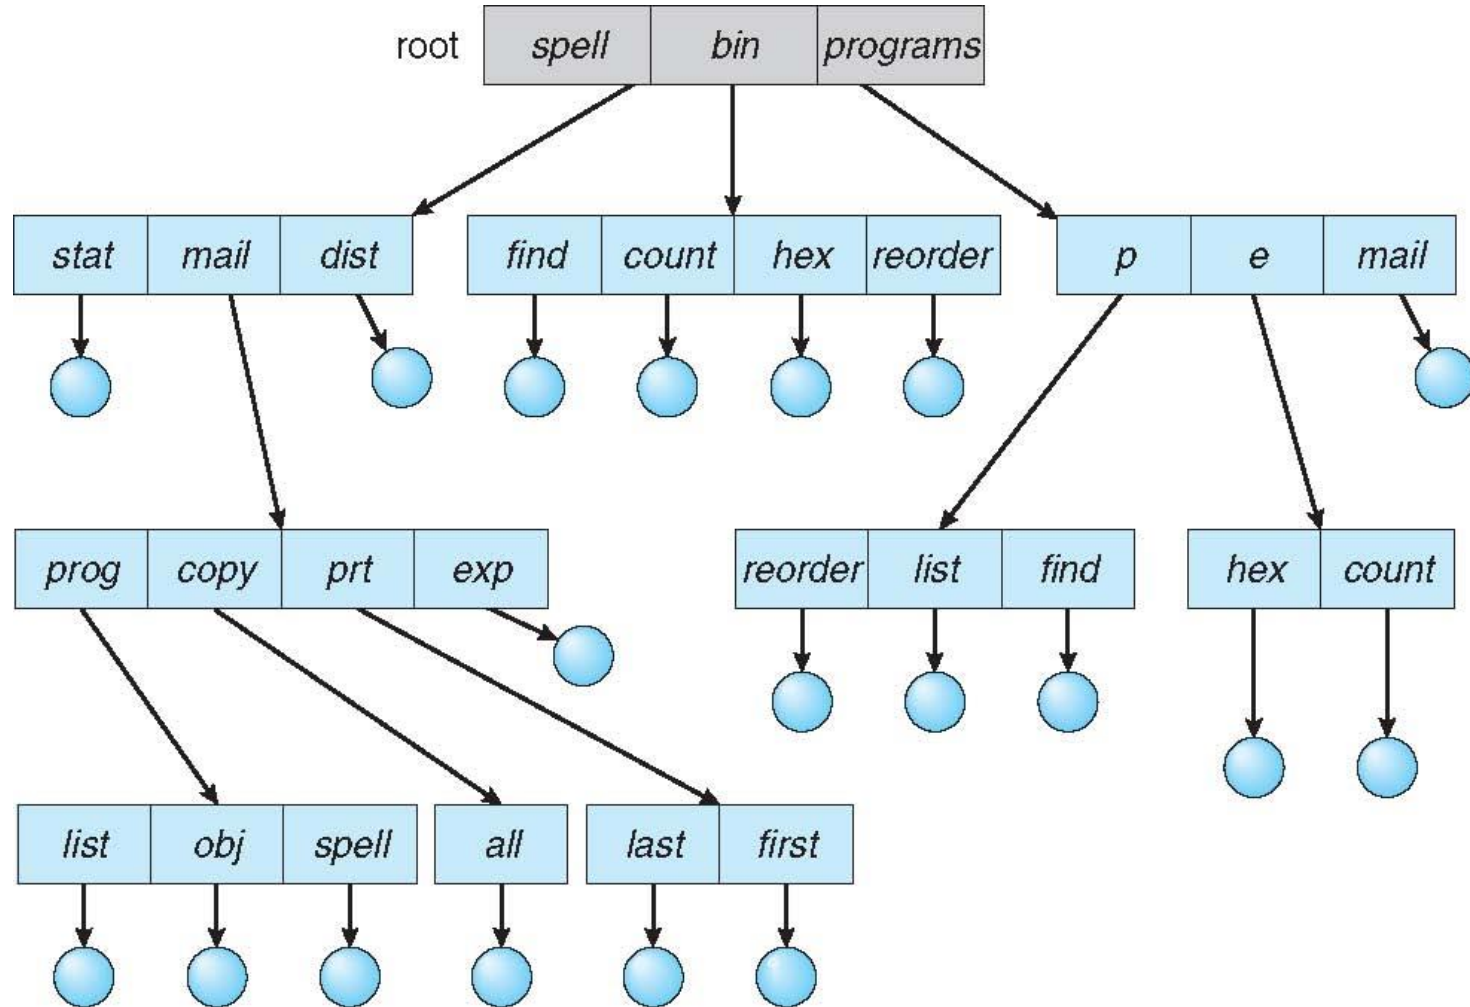 root spell bin programs
stat mail dist find count hex reorder p e mail
prog copy prt exp reorder list find hex count
list obj spell all last first